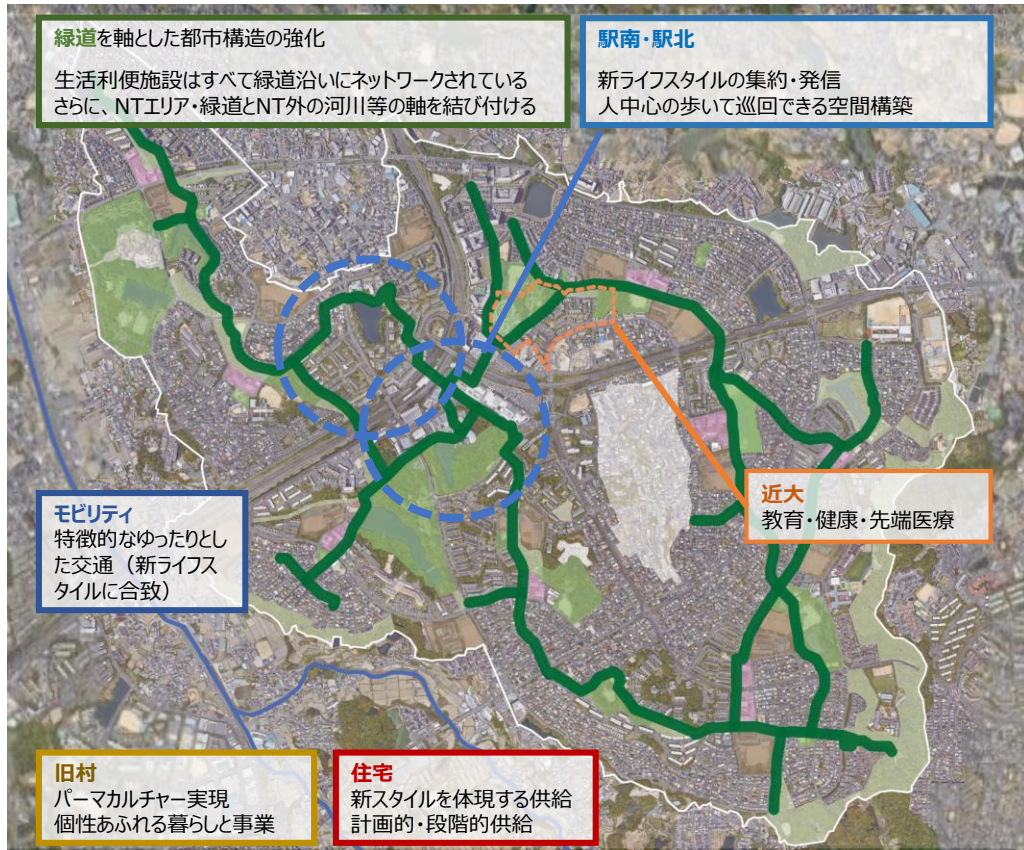 緑道を軸とした都市構造の強化
生活利便施設はすべて緑道沿いにネットワークされている
さらに、NTエリア・緑道とNT外の河川等の軸を結び付ける
駅南・駅北
新ライフスタイルの集約・発信
人中心の歩いて巡回できる空間構築
モビリティ
特徴的なゆったりとし
た交通（新ライフス
タイルに合致）
近大
教育・健康・先端医療
旧村
パーマカルチャー実現
個性あふれる暮らしと事業
住宅
新スタイルを体現する供給
計画的・段階的供給